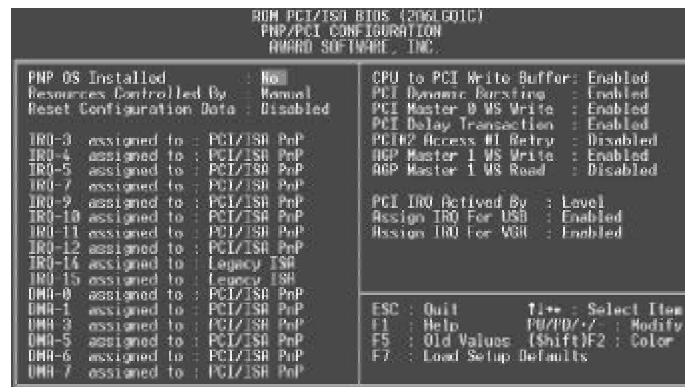 ROM PCI/ISA BIOS (2A6LGQ1C)
PNP/PCI CONFIGURATION
AWARD SOFTWARE, INC.
PNP OS Installed : No
Resources Controlled By : Manual
Reset Configuration Data : Disabled
IRQ-3 assigned to : PCI/ISA PnP
IRQ-4 assigned to : PCI/ISA PnP
IRQ-5 assigned to : PCI/ISA PnP
IRQ-7 assigned to : PCI/ISA PnP
IRQ-9 assigned to : PCI/ISA PnP
IRQ-10 assigned to : PCI/ISA PnP
IRQ-11 assigned to : PCI/ISA PnP
IRQ-12 assigned to : PCI/ISA PnP
IRQ-14 assigned to : Legacy ISA
IRQ-15 assigned to : Legacy ISA
DMA-0 assigned to : PCI/ISA PnP
DMA-1 assigned to : PCI/ISA PnP
DMA-3 assigned to : PCI/ISA PnP
DMA-5 assigned to : PCI/ISA PnP
DMA-6 assigned to : PCI/ISA PnP
DMA-7 assigned to : PCI/ISA PnP
CPU to PCI Write Buffer: Enabled
PCI Dynamic Bursting : Enabled
PCI Master 0 WS Write : Enabled
PCI Delay Transaction : Enabled
PCI#2 Access #1 Retry : Disabled
AGP Master 1 WS Write : Enabled
AGP Master 1 WS Read : Disabled
PCI IRQ Actived By : Level
Assign IRQ For USB : Enabled
Assign IRQ For VGA : Enabled
ESC : Quit ↑↓→← : Select Item
F1 : Help PU/PD/+/- : Modify
F5 : Old Values (Shift)F2 : Color
F7 : Load Setup Defaults